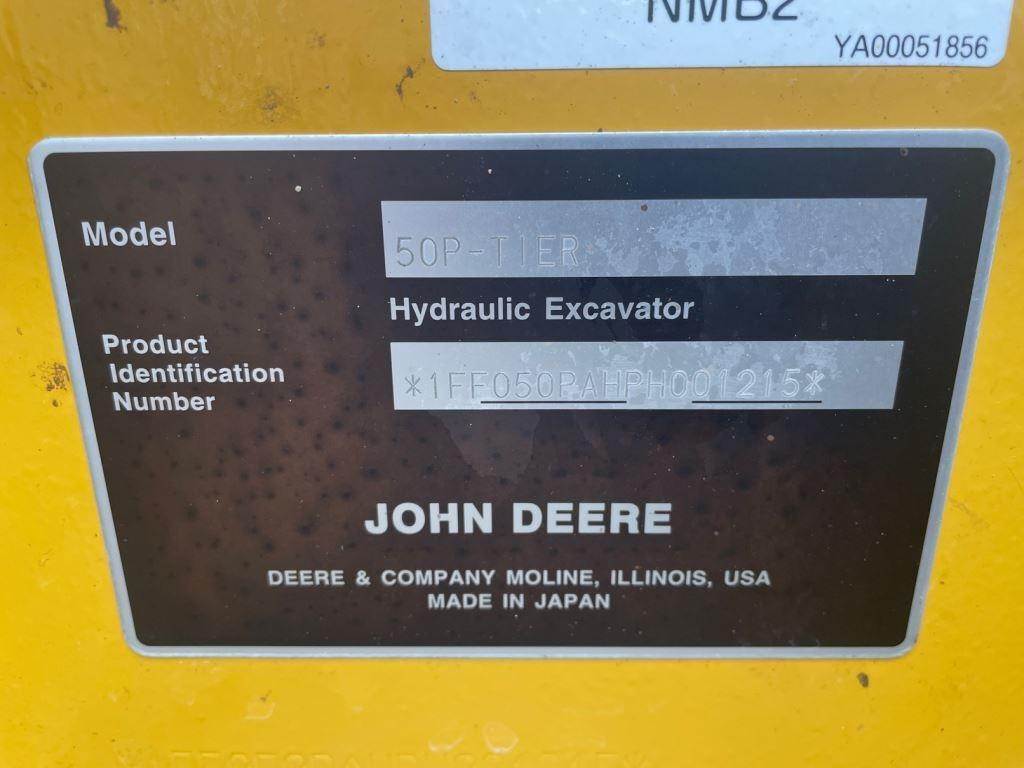 NMB2
YA00051856
Model
50P-TIER
Hydraulic Excavator
Product
Identification
Number
*1FF050PAHPH001215*
JOHN DEERE
DEERE & COMPANY MOLINE, ILLINOIS, USA
MADE IN JAPAN